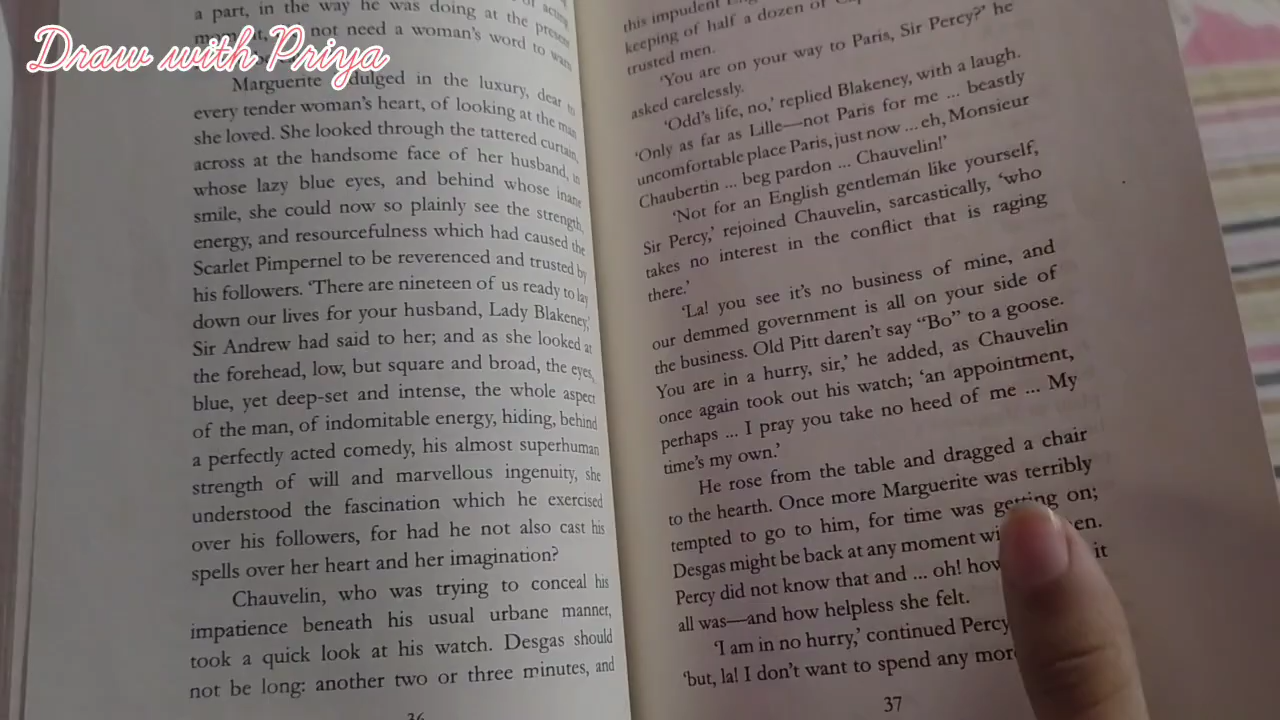 Draw with Priya
a part, in the way he was doing at the present
not need a woman's word to warn
Marguerite dulged in the luxury, dear to
every tender woman's heart, of looking at the man
she loved. She looked through the tattered curtain,
across at the handsome face of her husband, in
whose lazy blue eyes, and behind whose inane
smile, she could now so plainly see the strength,
energy, and resourcefulness which had caused the
Scarlet Pimpernel to be reverenced and trusted by
his followers. 'There are nineteen of us ready to lay
down our lives for your husband, Lady Blakeney,'
Sir Andrew had said to her; and as she looked at
the forehead, low, but square and broad, the eyes,
blue, yet deep-set and intense, the whole aspect
of the man, of indomitable energy, hiding, behind
a perfectly acted comedy, his almost superhuman
strength of will and marvellous ingenuity, she
understood the fascination which he exercised
over his followers, for had he not also cast his
spells over her heart and her imagination?
Chauvelin, who was trying to conceal his
impatience beneath his usual urbane manner,
took a quick look at his watch. Desgas should
not be long: another two or three minutes, and
36
this impudent
keeping of half a dozen of
trusted men.
'You are on your way to Paris, Sir Percy?' he
asked carelessly.
'Odd's life, no,' replied Blakeney, with a laugh.
'Only as far as Lille—not Paris for me ... beastly
uncomfortable place Paris, just now ... eh, Monsieur
Chaubertin ... beg pardon ... Chauvelin!'
'Not for an English gentleman like yourself,
Sir Percy,' rejoined Chauvelin, sarcastically, 'who
takes no interest in the conflict that is raging
there.'
'La! you see it's no business of mine, and
our demmed government is all on your side of
the business. Old Pitt daren't say "Bo" to a goose.
You are in a hurry, sir,' he added, as Chauvelin
once again took out his watch; 'an appointment,
perhaps ... I pray you take no heed of me ... My
time's my own.'
He rose from the table and dragged a chair
to the hearth. Once more Marguerite was terribly
tempted to go to him, for time was getting on;
Desgas might be back at any moment wi en.
Percy did not know that and ... oh! how it
all was—and how helpless she felt.
'I am in no hurry,' continued Percy
'but, la! I don't want to spend any more
37